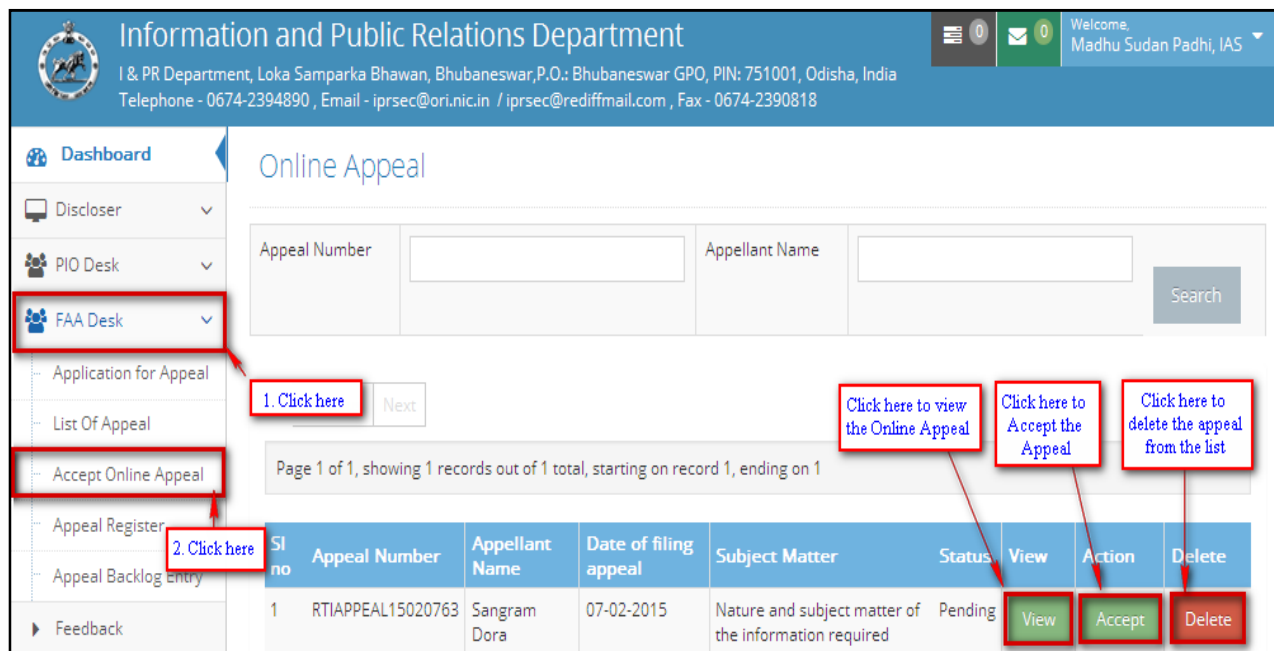 Information and Public Relations Department
I & PR Department, Loka Samparka Bhawan, Bhubaneswar,P.O.: Bhubaneswar GPO, PIN: 751001, Odisha, India
Telephone - 0674-2394890 , Email - iprsec@ori.nic.in / iprsec@rediffmail.com , Fax - 0674-2390818
0
0
Welcome,
Madhu Sudan Padhi, IAS
Dashboard
Discloser
PIO Desk
FAA Desk
Application for Appeal
List Of Appeal
Accept Online Appeal
Appeal Register
Appeal Backlog Entry
Feedback
1. Click here
2. Click here
Online Appeal
Appeal Number
Appellant Name
Search
Next
Click here to view
the Online Appeal
Click here to
Accept the
Appeal
Click here to
delete the appeal
from the list
Page 1 of 1, showing 1 records out of 1 total, starting on record 1, ending on 1
Sl no Appeal Number Appellant Name Date of filing appeal Subject Matter Status View Action Delete
1 RTIAPPEAL15020763 Sangram Dora 07-02-2015 Nature and subject matter of the information required Pending View Accept Delete